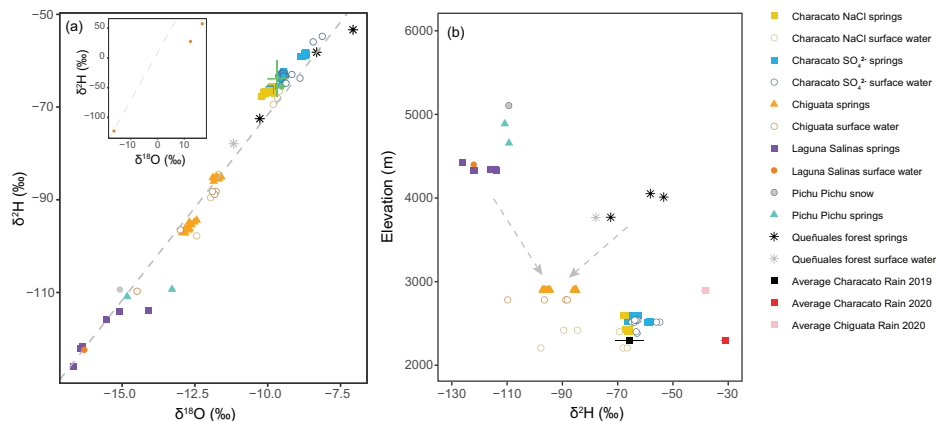 (a)
δ²H (‰)
−50
−70
−90
−110
−15.0
−12.5
−10.0
−7.5
δ¹⁸O (‰)
δ²H (‰)
50
0
−50
−100
−10
0
10
δ¹⁸O (‰)
(b)
Elevation (m)
6000
5000
4000
3000
2000
−130
−110
−90
−70
−50
−30
δ²H (‰)
Characato NaCl springs
Characato NaCl surface water
Characato SO₄²⁻ springs
Characato SO₄²⁻ surface water
Chiguata springs
Chiguata surface water
Laguna Salinas springs
Laguna Salinas surface water
Pichu Pichu snow
Pichu Pichu springs
Queñuales forest springs
Queñuales forest surface water
Average Characato Rain 2019
Average Characato Rain 2020
Average Chiguata Rain 2020